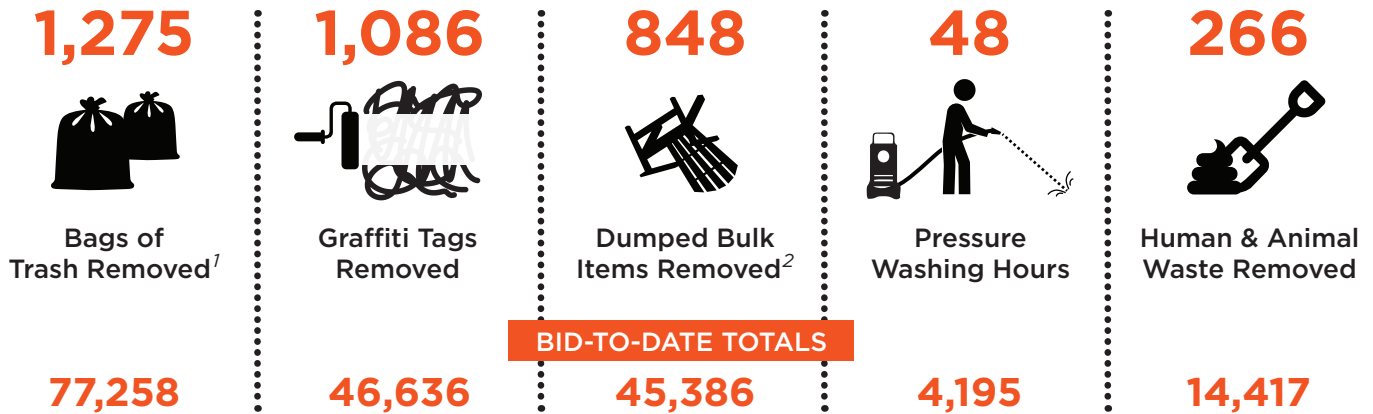 1,275
1,086
848
48
266
Bags of
Trash Removed1
Graffiti Tags
Removed
Dumped Bulk
Items Removed2
Pressure
Washing Hours
Human & Animal
Waste Removed
BID-TO-DATE TOTALS
77,258
46,636
45,386
4,195
14,417